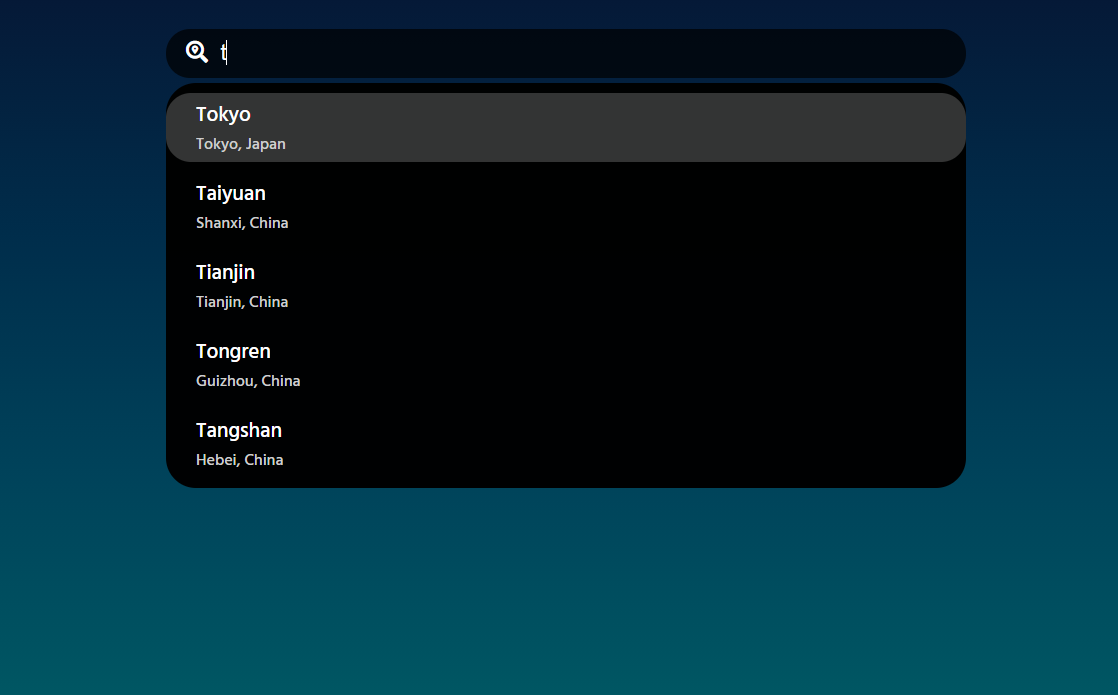 t
Tokyo
Tokyo, Japan
Taiyuan
Shanxi, China
Tianjin
Tianjin, China
Tongren
Guizhou, China
Tangshan
Hebei, China